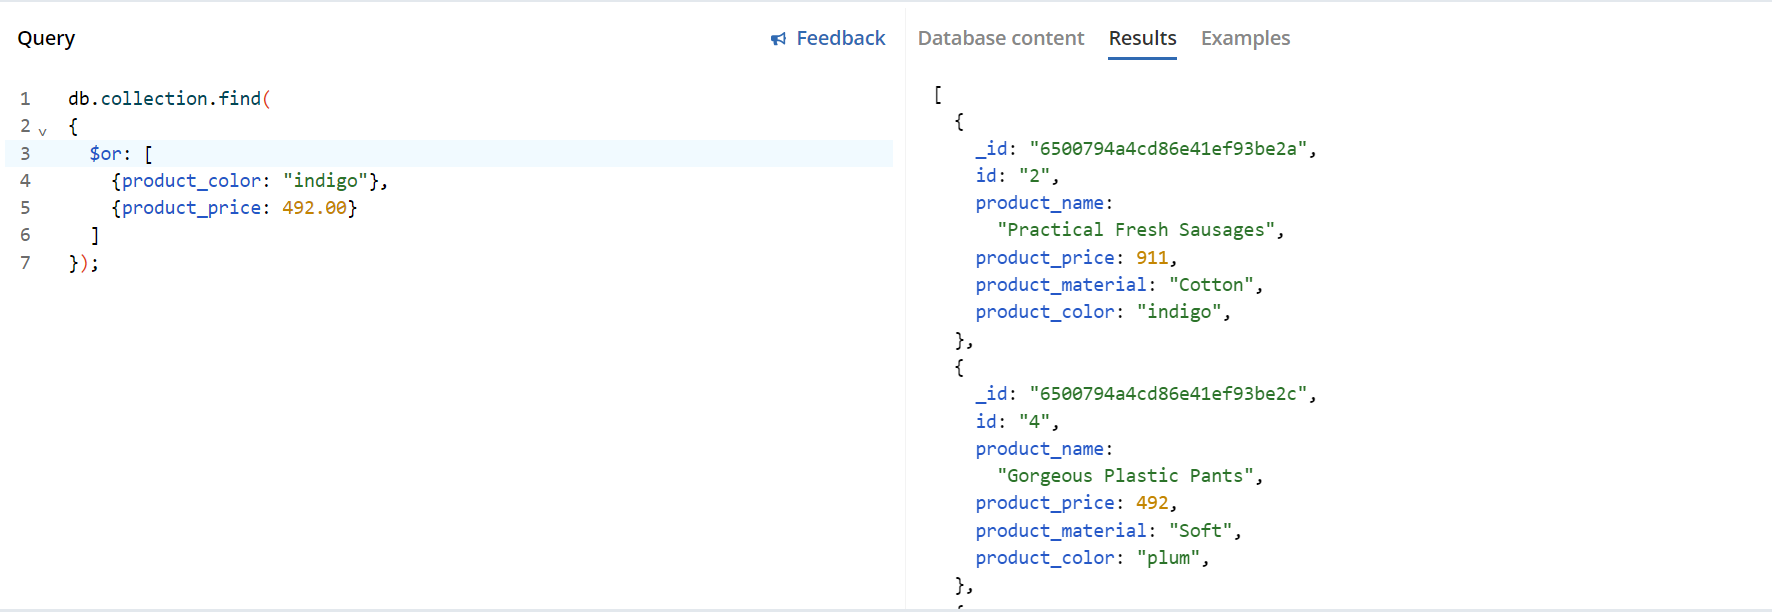 Query
Feedback
1 db.collection.find(
2 {
3   $or: [
4     {product_color: "indigo"},
5     {product_price: 492.00}
6   ]
7 });
Database content Results Examples
[
  {
    _id: "6500794a4cd86e41ef93be2a",
    id: "2",
    product_name:
      "Practical Fresh Sausages",
    product_price: 911,
    product_material: "Cotton",
    product_color: "indigo",
  },
  {
    _id: "6500794a4cd86e41ef93be2c",
    id: "4",
    product_name:
      "Gorgeous Plastic Pants",
    product_price: 492,
    product_material: "Soft",
    product_color: "plum",
  },